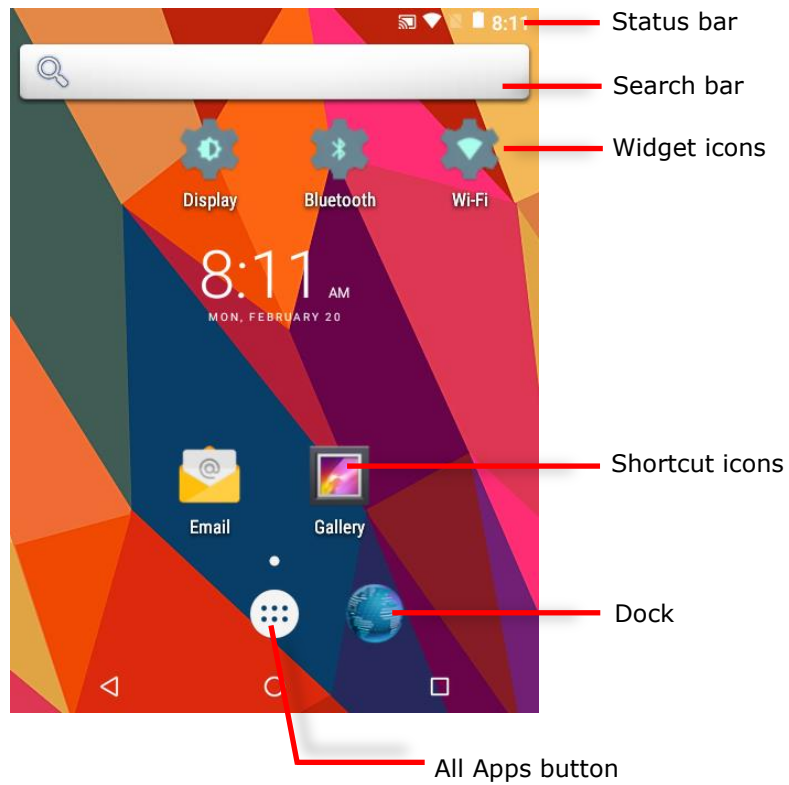 8:11 Status bar
Search bar
Widget icons
Display Bluetooth Wi-Fi
8:11 AM
MON, FEBRUARY 20
Shortcut icons
@
Email Gallery
Dock
All Apps button